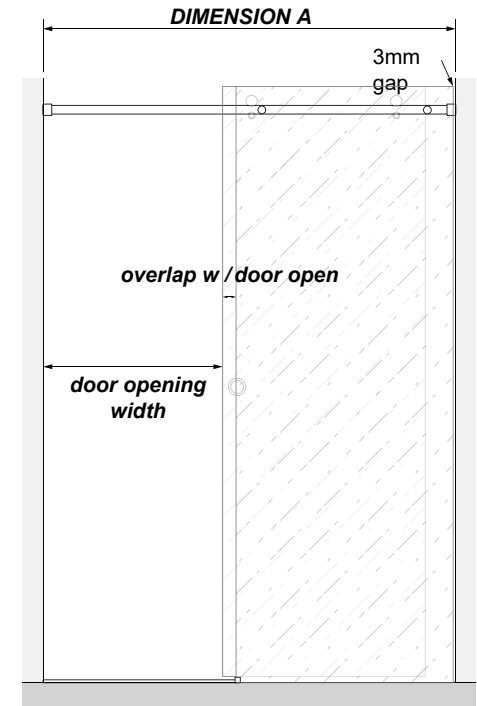 DIMENSION A
3mm
gap
overlap w / door open
door opening
width